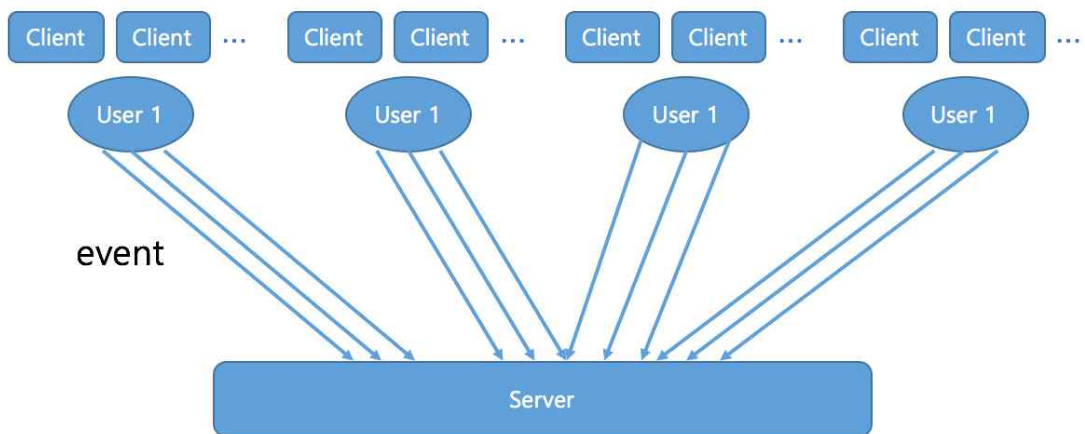 Client Client ... Client Client ... Client Client ... Client Client ...
User 1 User 1 User 1 User 1
event
Server